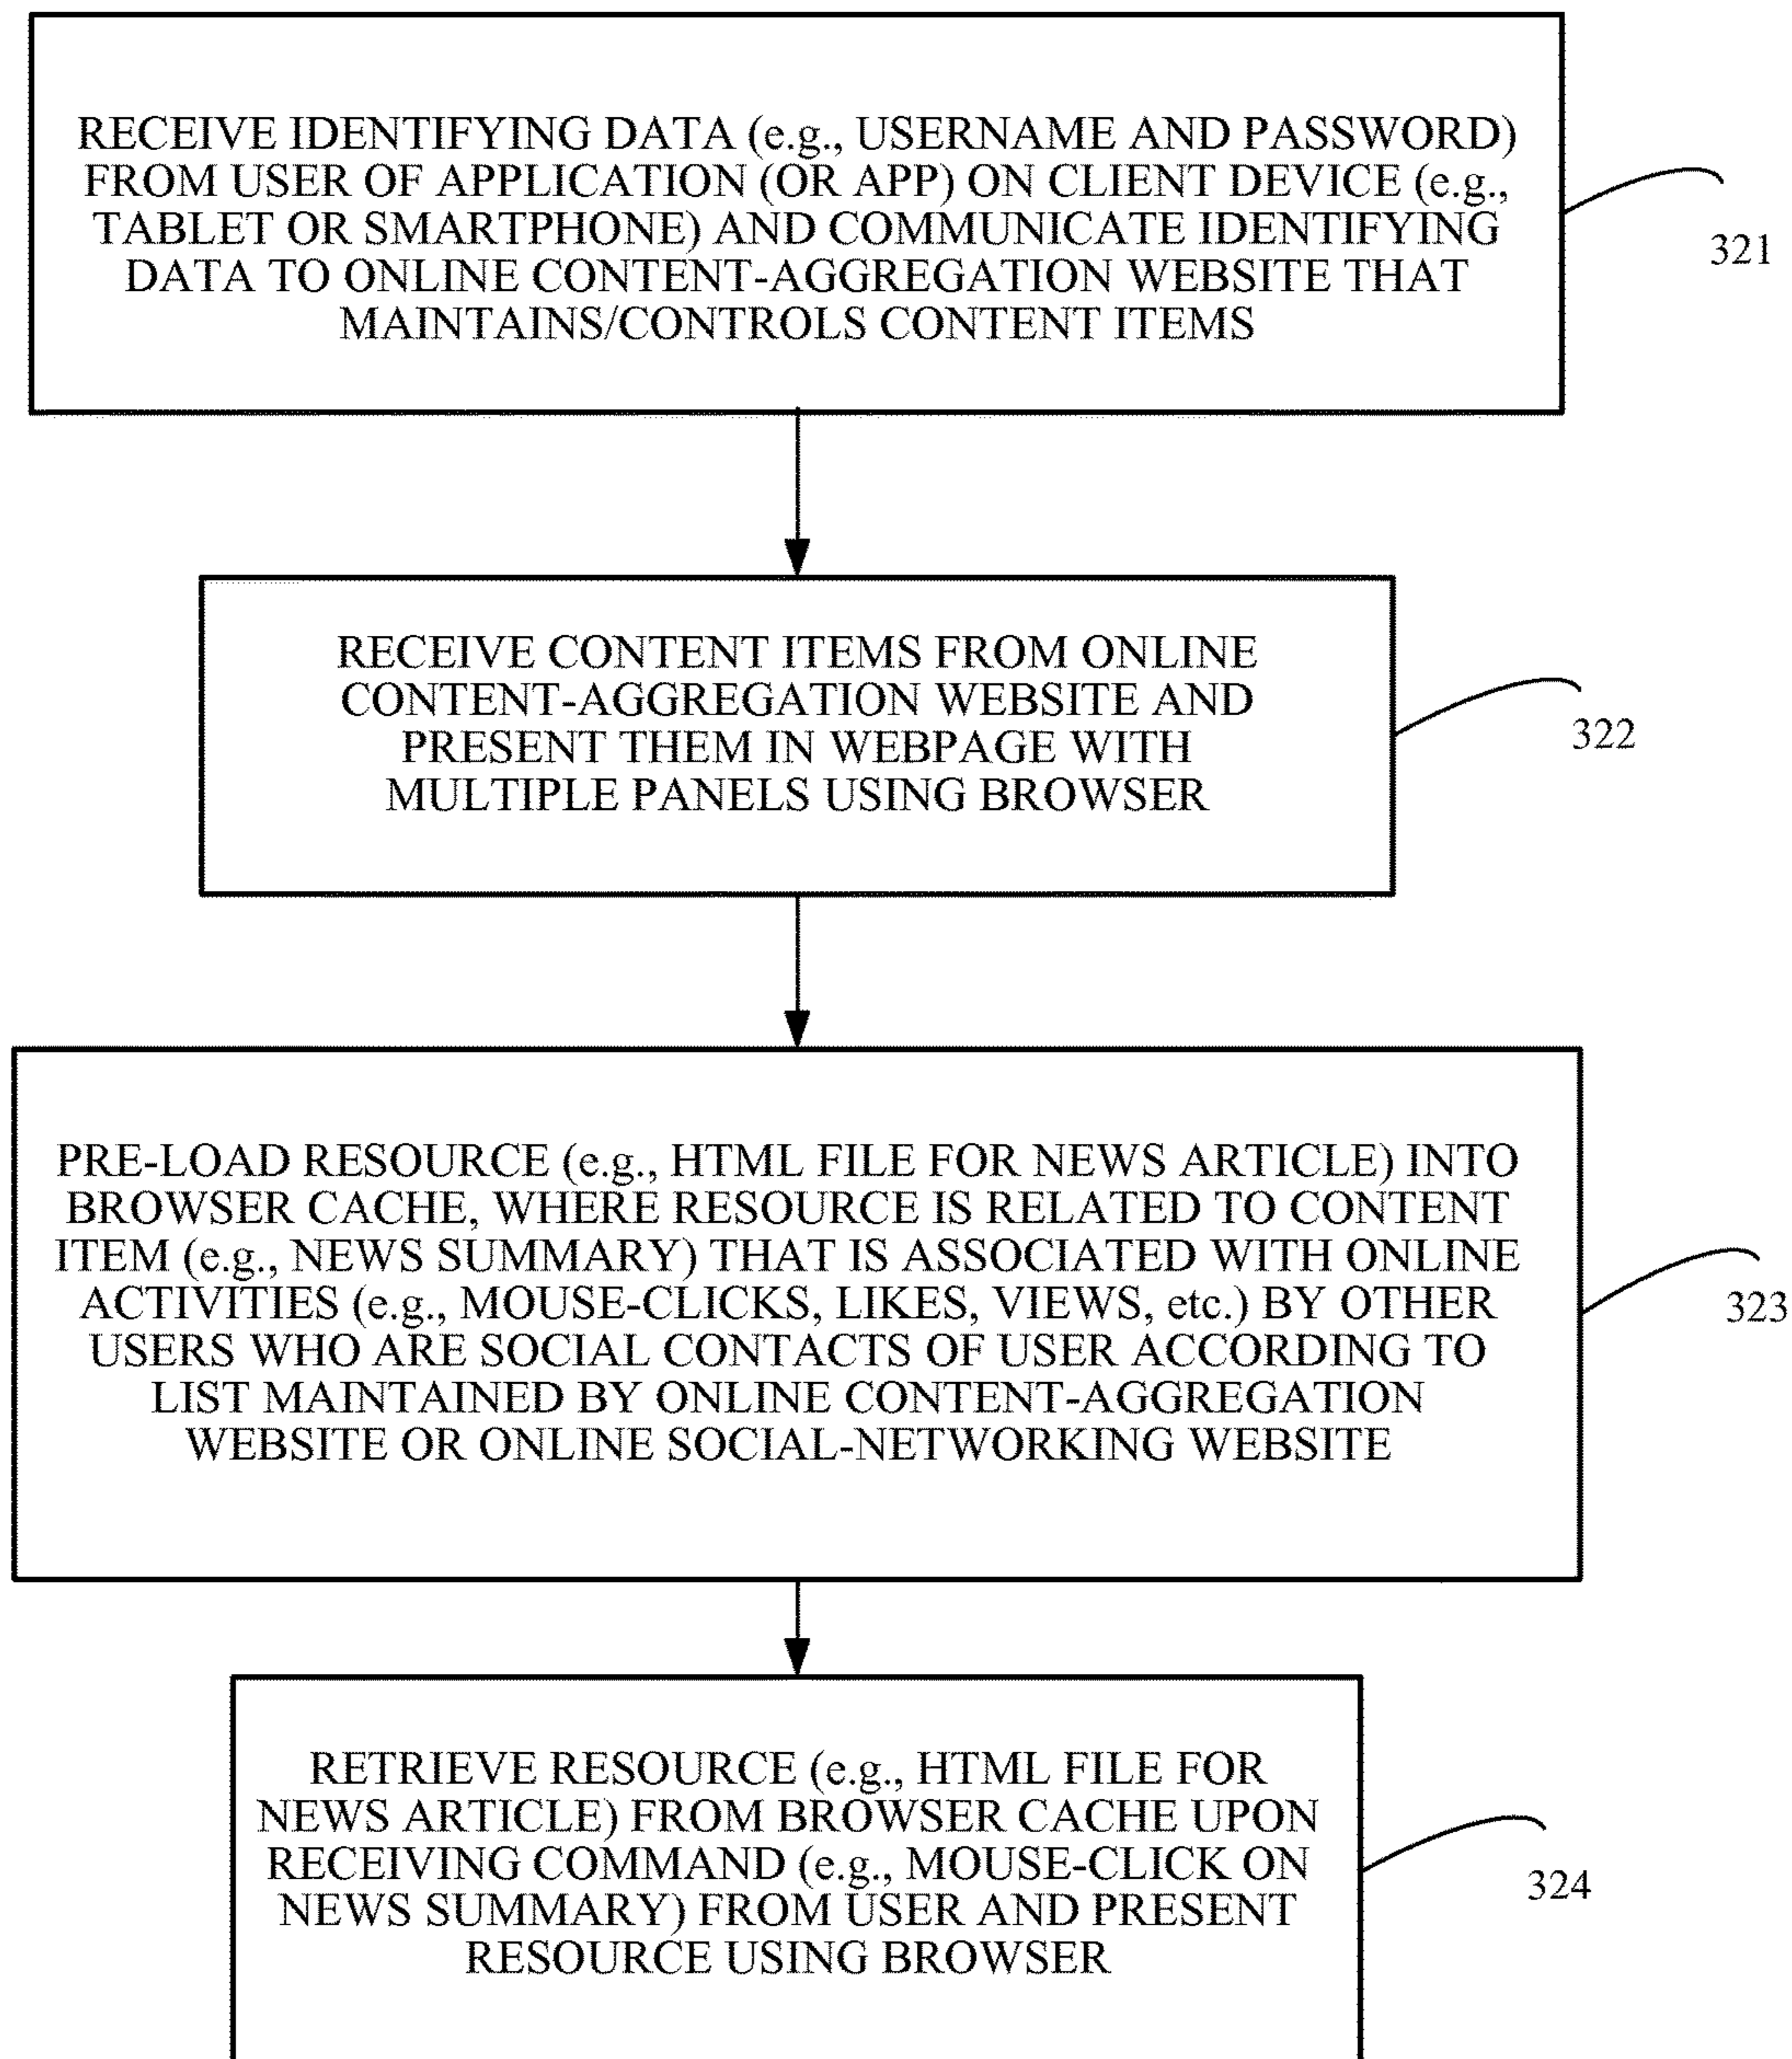 RECEIVE IDENTIFYING DATA (e.g., USERNAME AND PASSWORD)
FROM USER OF APPLICATION (OR APP) ON CLIENT DEVICE (e.g.,
TABLET OR SMARTPHONE) AND COMMUNICATE IDENTIFYING
DATA TO ONLINE CONTENT-AGGREGATION WEBSITE THAT
MAINTAINS/CONTROLS CONTENT ITEMS
321
RECEIVE CONTENT ITEMS FROM ONLINE
CONTENT-AGGREGATION WEBSITE AND
PRESENT THEM IN WEBPAGE WITH
MULTIPLE PANELS USING BROWSER
322
PRE-LOAD RESOURCE (e.g., HTML FILE FOR NEWS ARTICLE) INTO
BROWSER CACHE, WHERE RESOURCE IS RELATED TO CONTENT
ITEM (e.g., NEWS SUMMARY) THAT IS ASSOCIATED WITH ONLINE
ACTIVITIES (e.g., MOUSE-CLICKS, LIKES, VIEWS, etc.) BY OTHER
USERS WHO ARE SOCIAL CONTACTS OF USER ACCORDING TO
LIST MAINTAINED BY ONLINE CONTENT-AGGREGATION
WEBSITE OR ONLINE SOCIAL-NETWORKING WEBSITE
323
RETRIEVE RESOURCE (e.g., HTML FILE FOR
NEWS ARTICLE) FROM BROWSER CACHE UPON
RECEIVING COMMAND (e.g., MOUSE-CLICK ON
NEWS SUMMARY) FROM USER AND PRESENT
RESOURCE USING BROWSER
324